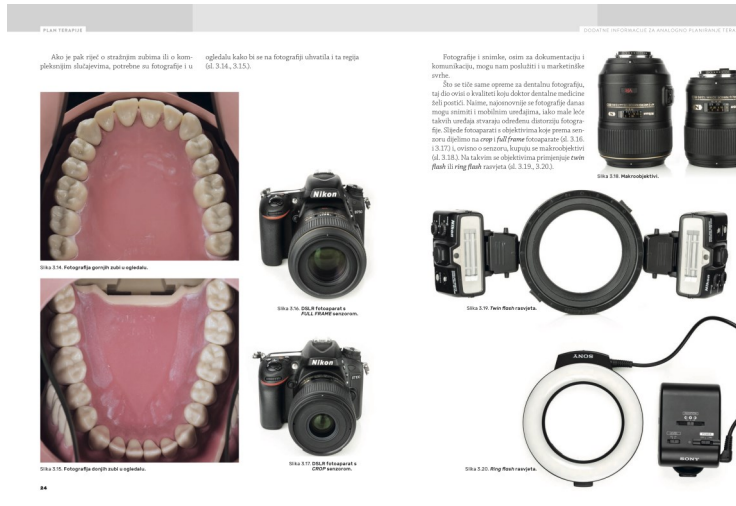 PLAN TERAPIJE
Ako je pak riječ o stražnjim zubima ili o kom-
pleksnijim slučajevima, potrebne su fotografije i u
ogledalu kako bi se na fotografiji uhvatila i ta regija
(sl. 3.14., 3.15.).
Slika 3.14. Fotografija gornjih zubi u ogledalu.
Nikon
Slika 3.16. DSLR fotoaparat s
FULL FRAME senzorom.
Slika 3.15. Fotografija donjih zubi u ogledalu.
Nikon
Slika 3.17. DSLR fotoaparat s
CROP senzorom.
24
DODATNE INFORMACIJE ZA ANALOGNO PLANIRANJE TERA
Fotografije i snimke, osim za dokumentaciju i
komunikaciju, mogu nam poslužiti i u marketinške
svrhe.
Što se tiče same opreme za dentalnu fotografiju,
taj dio ovisi o kvaliteti koju doktor dentalne medicine
želi postići. Naime, najosnovnije se fotografije danas
mogu snimiti i mobilnim uređajima, iako male leće
takvih uređaja stvaraju određenu distorziju fotogra-
fije. Slijede fotoaparati s objektivima koje prema sen-
zoru dijelimo na crop i full frame fotoaparate (sl. 3.16.
i 3.17.) i, ovisno o senzoru, kupuju se makroobjektivi
(sl. 3.18.). Na takvim se objektivima primjenjuje twin
flash ili ring flash rasvjeta (sl. 3.19., 3.20.).
Slika 3.18. Makroobjektivi.
Slika 3.19. Twin flash rasvjeta.
SONY
SONY
Slika 3.20. Ring flash rasvjeta.